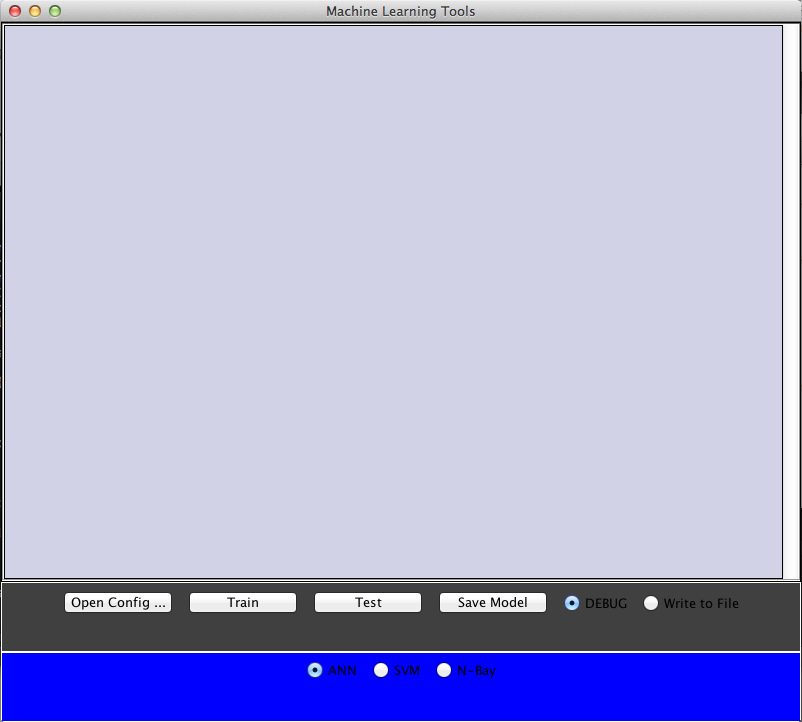 Machine Learning Tools
Open Config ... Train Test Save Model DEBUG Write to File
ANN SVM N-Bay